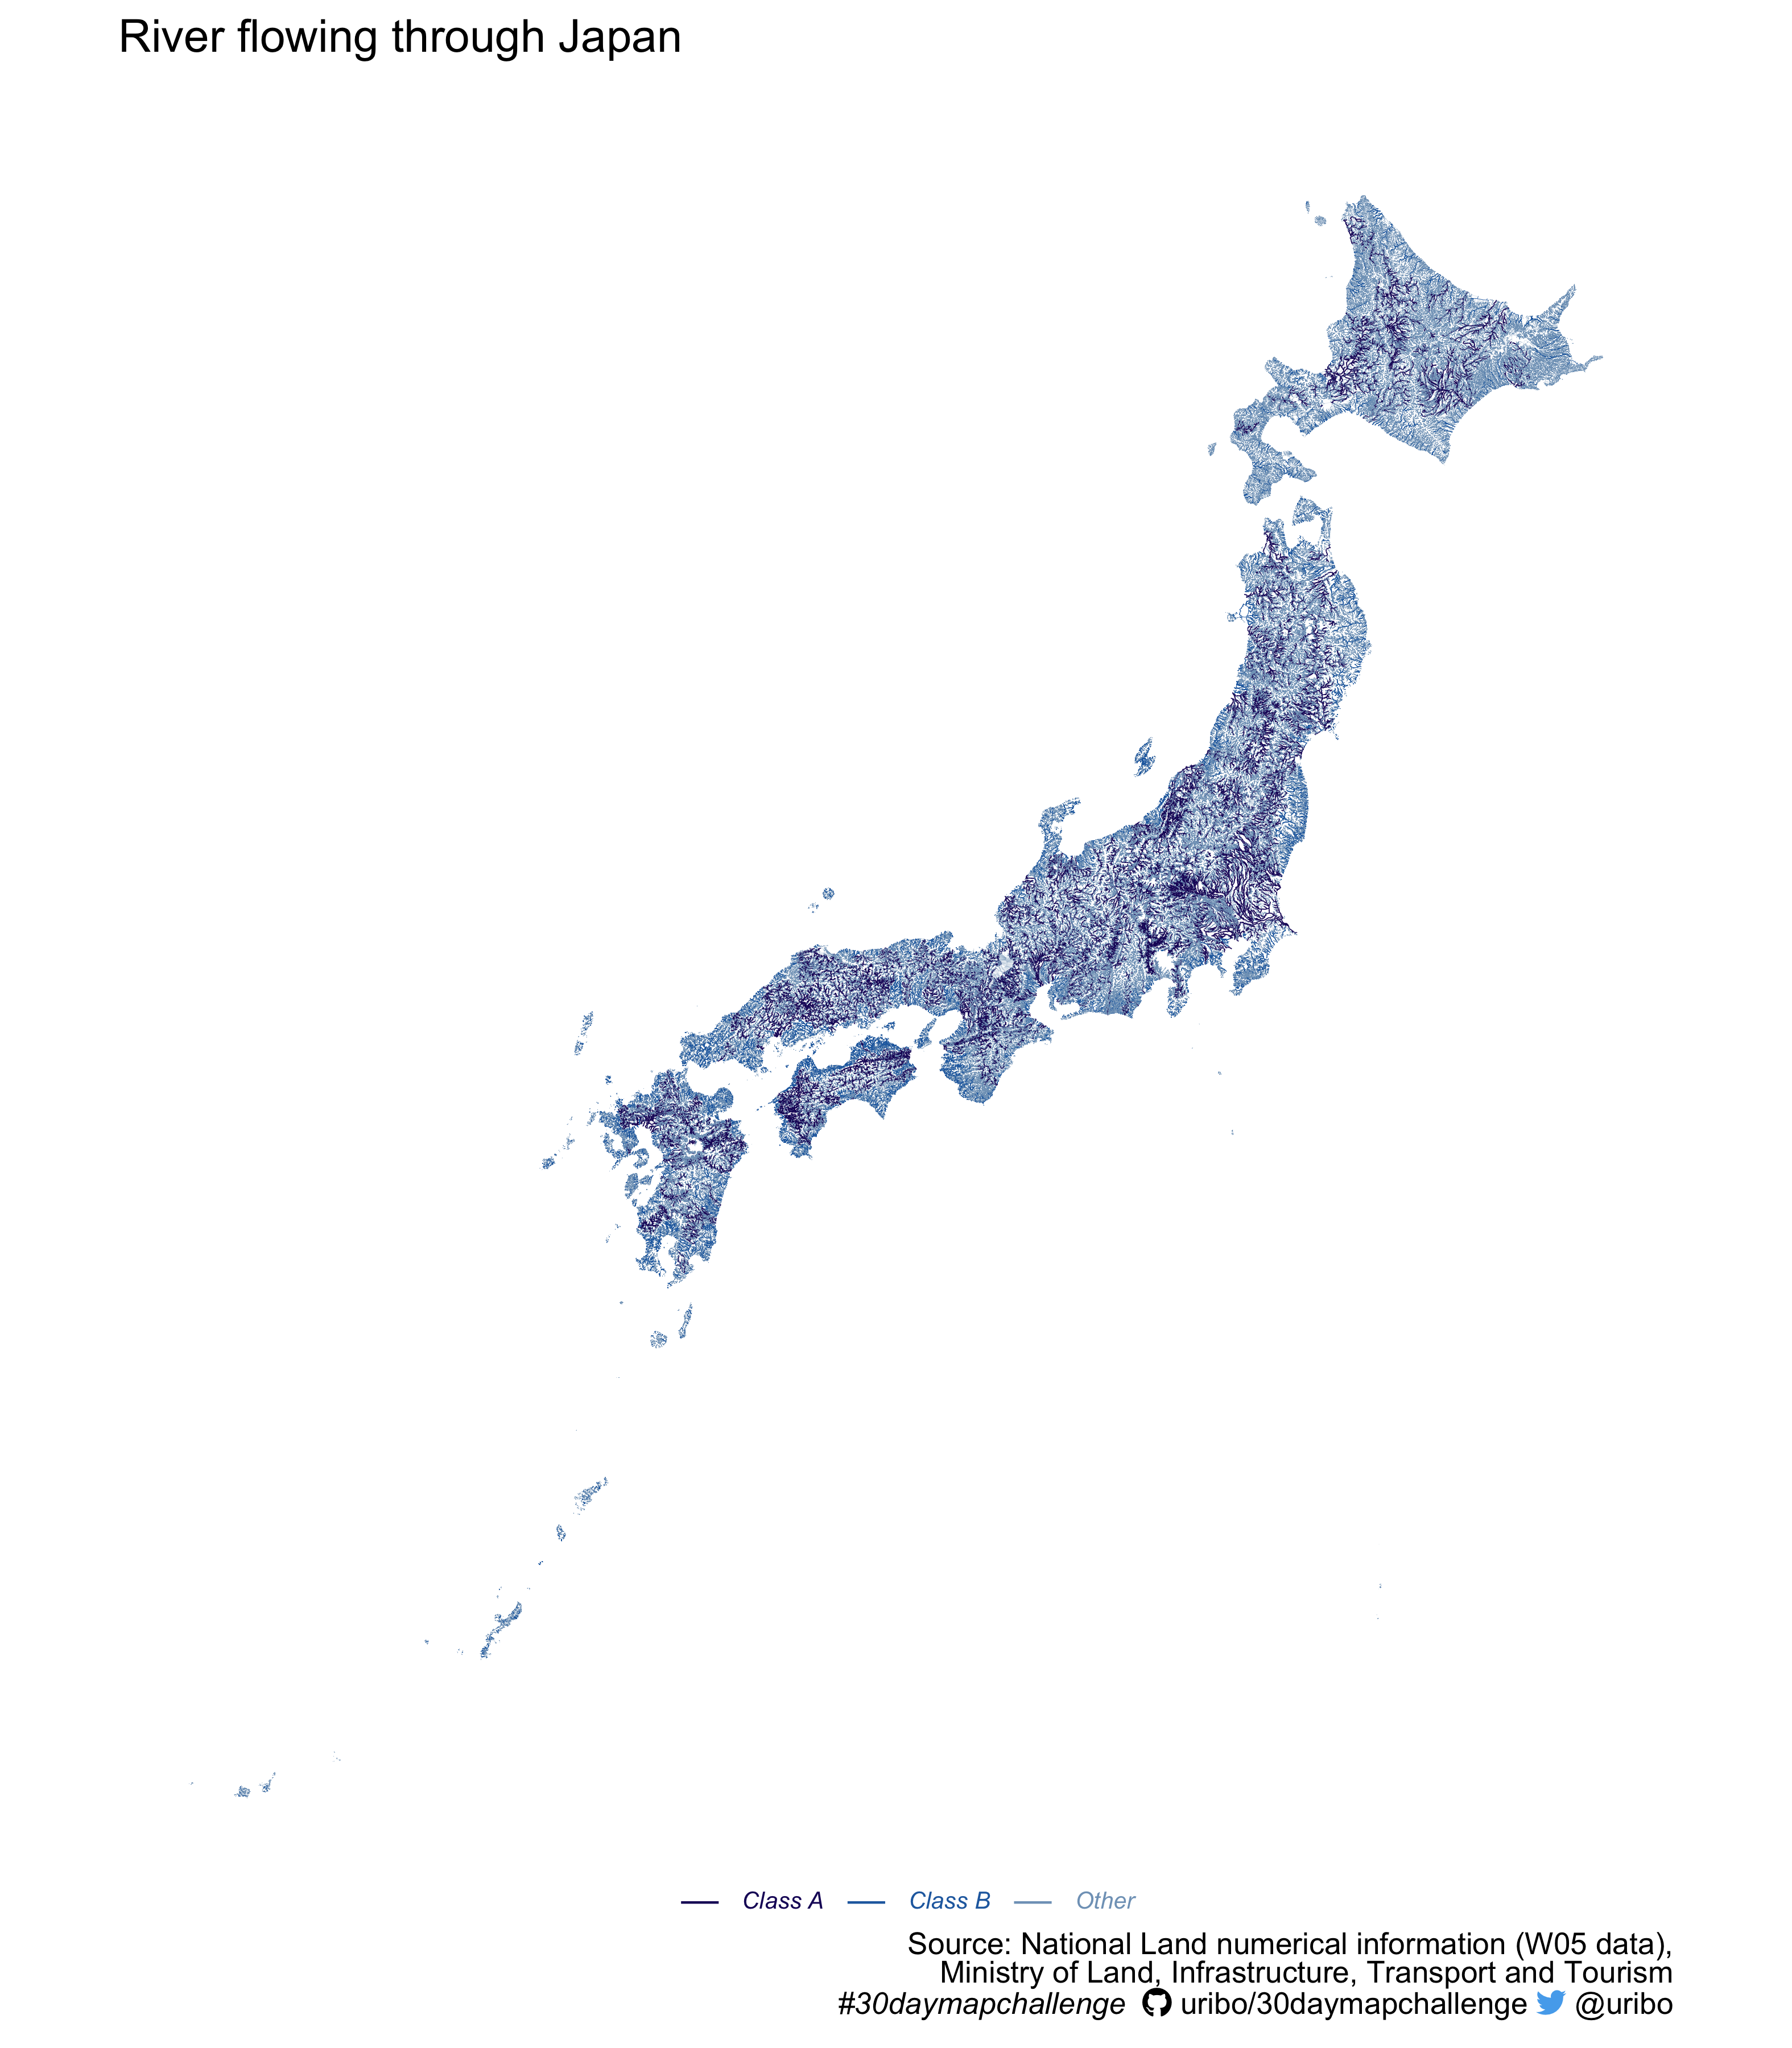 River flowing through Japan
Class A Class B Other
Source: National Land numerical information (W05 data),
Ministry of Land, Infrastructure, Transport and Tourism
#30daymapchallenge uribo/30daymapchallenge @uribo